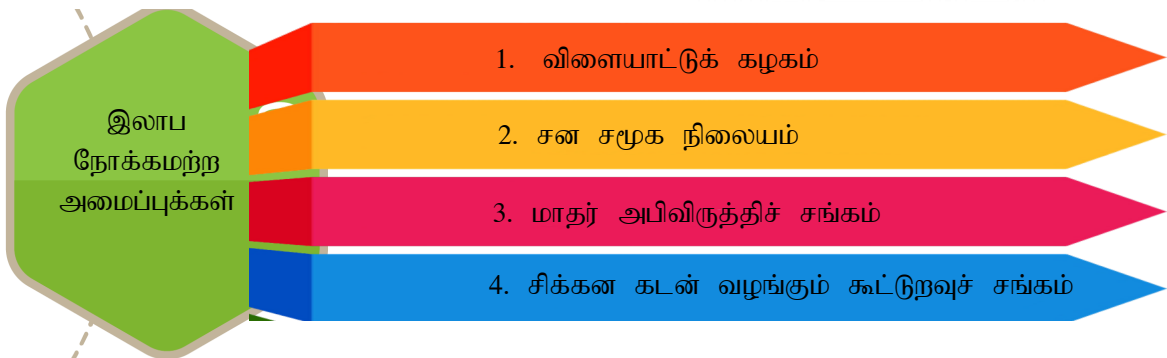 இலாப
நோக்கமற்ற
அமைப்புக்கள்
1. விளையாட்டுக் கழகம்
2. சன சமூக நிலையம்
3. மாதர் அபிவிருத்திச் சங்கம்
4. சிக்கன கடன் வழங்கும் கூட்டுறவுச் சங்கம்